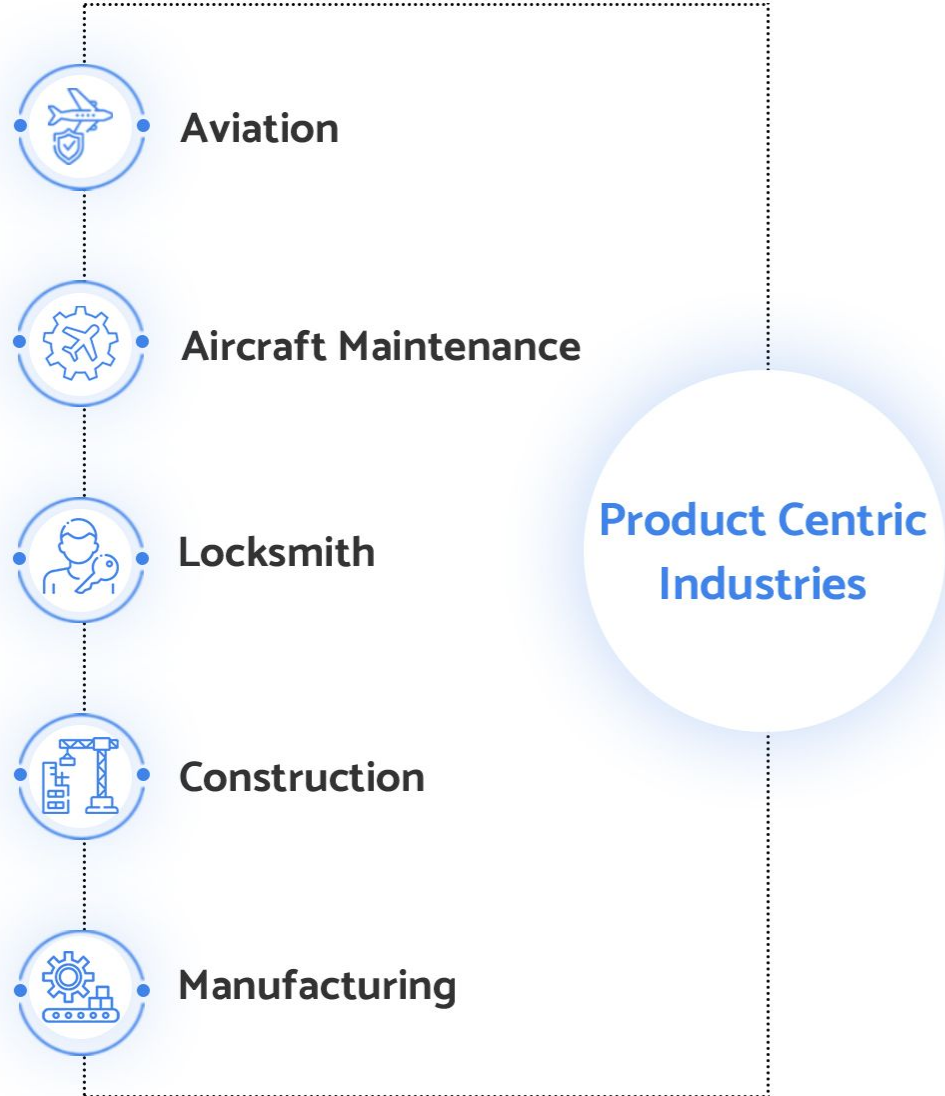 Aviation
Aircraft Maintenance
Locksmith
Construction
Manufacturing
Product Centric
Industries